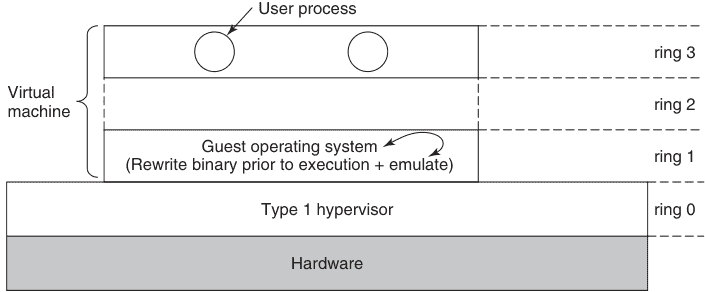 User process
ring 3
Virtual
machine
ring 2
Guest operating system
(Rewrite binary prior to execution + emulate)
ring 1
Type 1 hypervisor
ring 0
Hardware